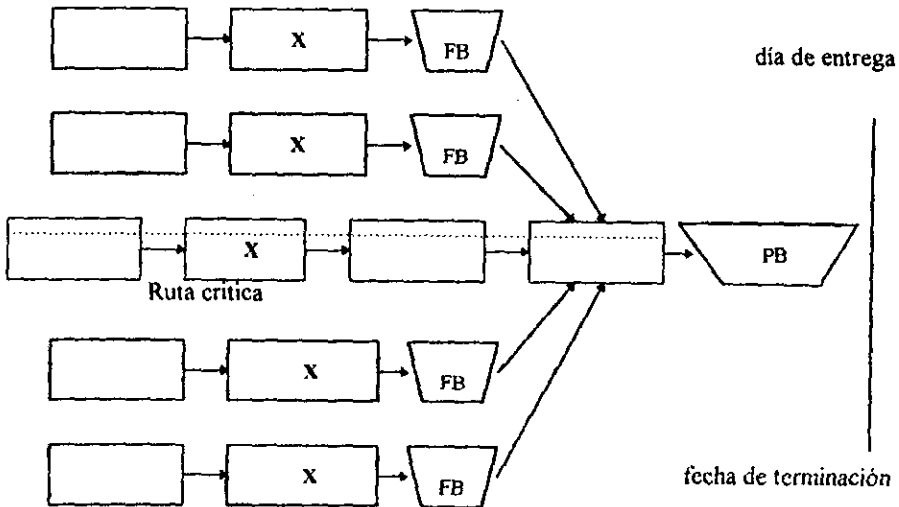 X
FB
día de entrega
X
FB
X
PB
Ruta crítica
X
FB
X
FB
fecha de terminación